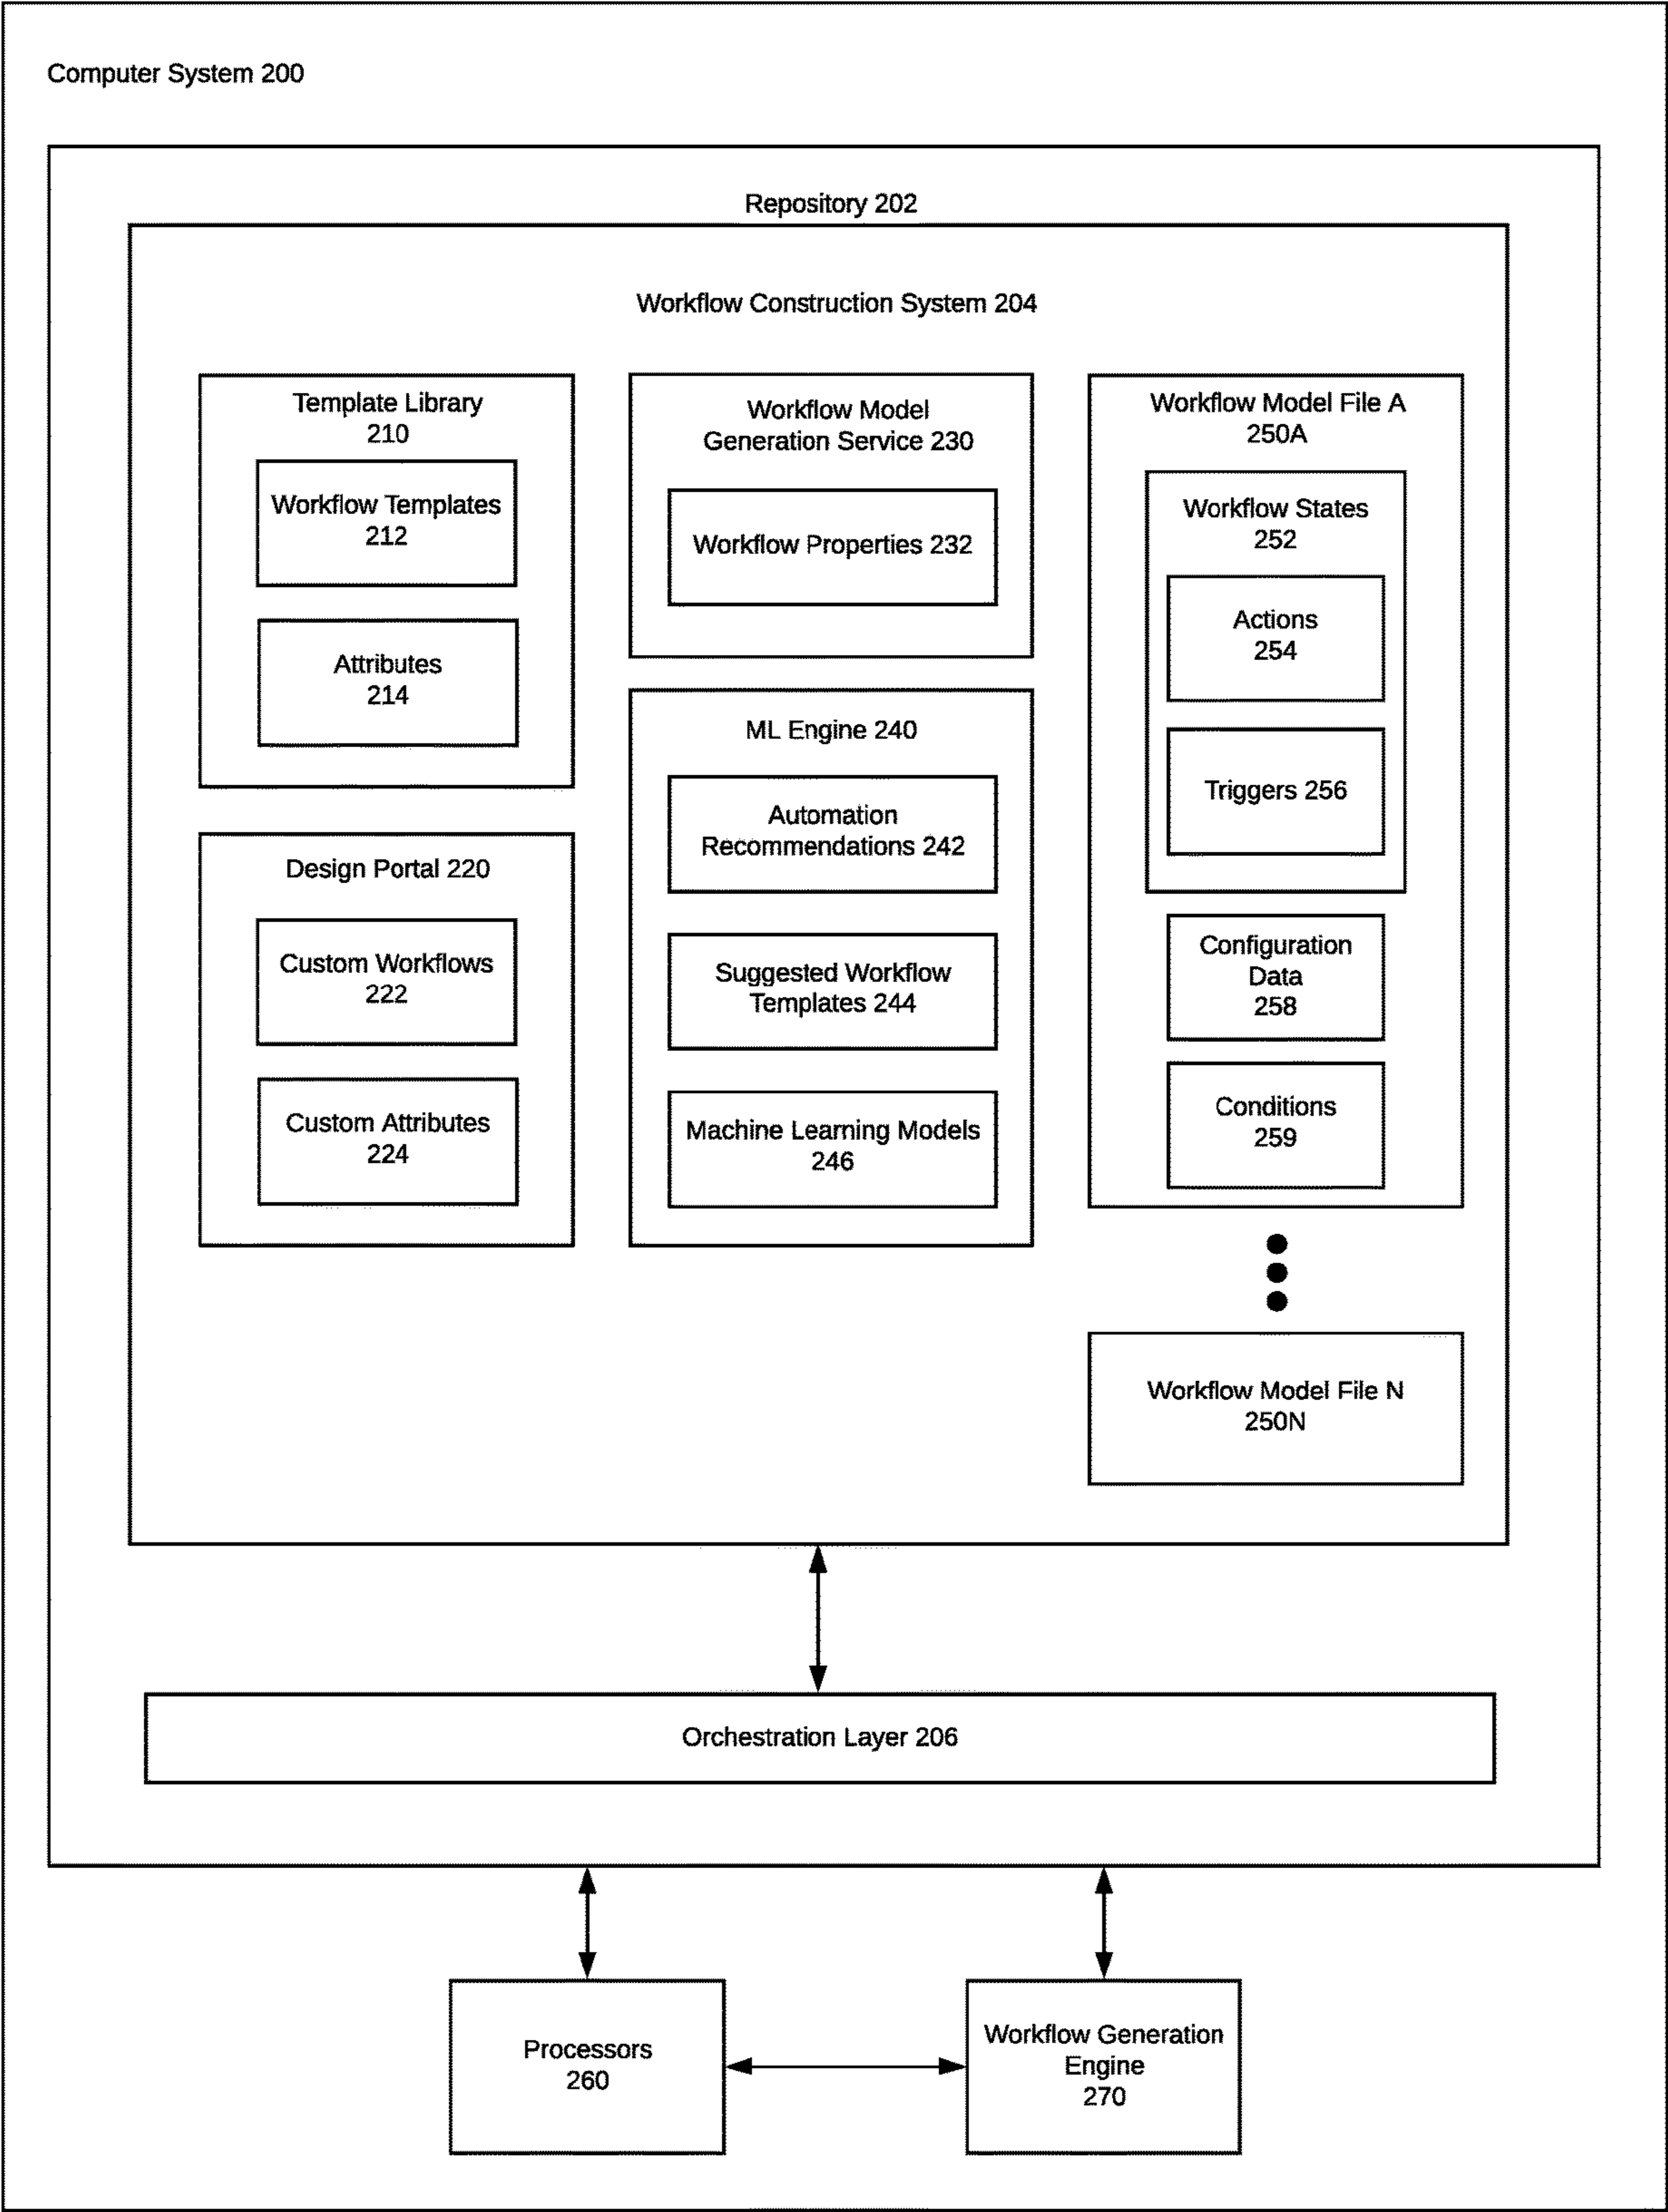 Computer System 200
Repository 202
Workflow Construction System 204
Template Library
210
Workflow Templates
212
Attributes
214
Design Portal 220
Custom Workflows
222
Custom Attributes
224
Workflow Model
Generation Service 230
Workflow Properties 232
ML Engine 240
Automation
Recommendations 242
Suggested Workflow
Templates 244
Machine Learning Models
246
Workflow Model File A
250A
Workflow States
252
Actions
254
Triggers 256
Configuration
Data
258
Conditions
259
Workflow Model File N
250N
Orchestration Layer 206
Processors
260
Workflow Generation
Engine
270